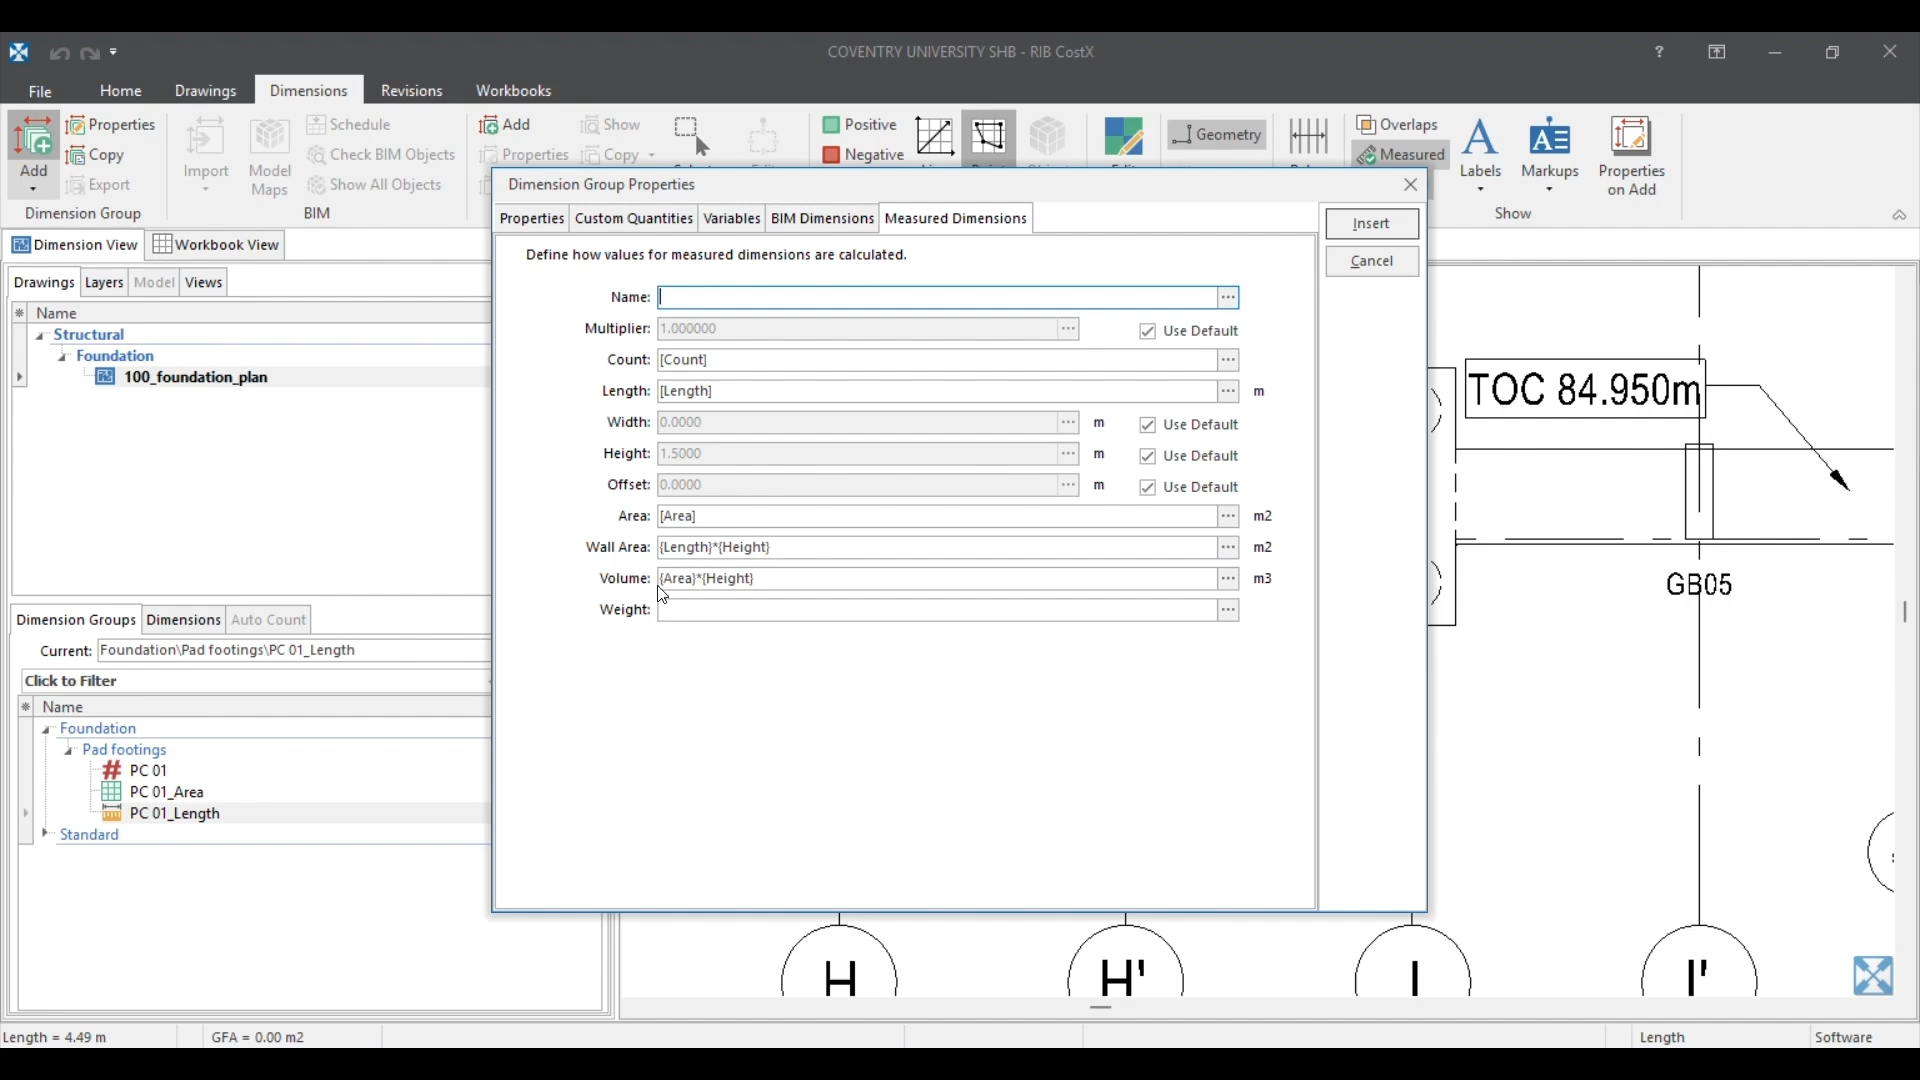 COVENTRY UNIVERSITY SHB - RIB CostX
?
File
Home
Drawings
Dimensions
Revisions
Workbooks
Add
Properties
Copy
Export
Dimension Group
Import
Model
Maps
Schedule
Check BIM Objects
Show All Objects
BIM
Add
Properties
Show
Copy
Positive
Negative
Geometry
Overlaps
Measured
Labels
Markups
Properties
on Add
Show
Dimension View
Workbook View
Drawings
Layers
Model
Views
Name
Structural
Foundation
100_foundation_plan
Dimension Groups
Dimensions
Auto Count
Current: Foundation\Pad footings\PC 01_Length
Click to Filter
Name
Foundation
Pad footings
# PC 01
PC 01_Area
PC 01_Length
Standard
Dimension Group Properties
Properties
Custom Quantities
Variables
BIM Dimensions
Measured Dimensions
Insert
Cancel
Define how values for measured dimensions are calculated.
Name: ...
Multiplier: 1.000000 ... Use Default
Count: [Count] ...
Length: [Length] ... m
Width: 0.0000 ... m Use Default
Height: 1.5000 ... m Use Default
Offset: 0.0000 ... m Use Default
Area: [Area] ... m2
Wall Area: {Length}*{Height} ... m2
Volume: {Area}*{Height} ... m3
Weight: ...
TOC 84.950m
GB05
H
H'
I
I'
Length = 4.49 m
GFA = 0.00 m2
Length
Software